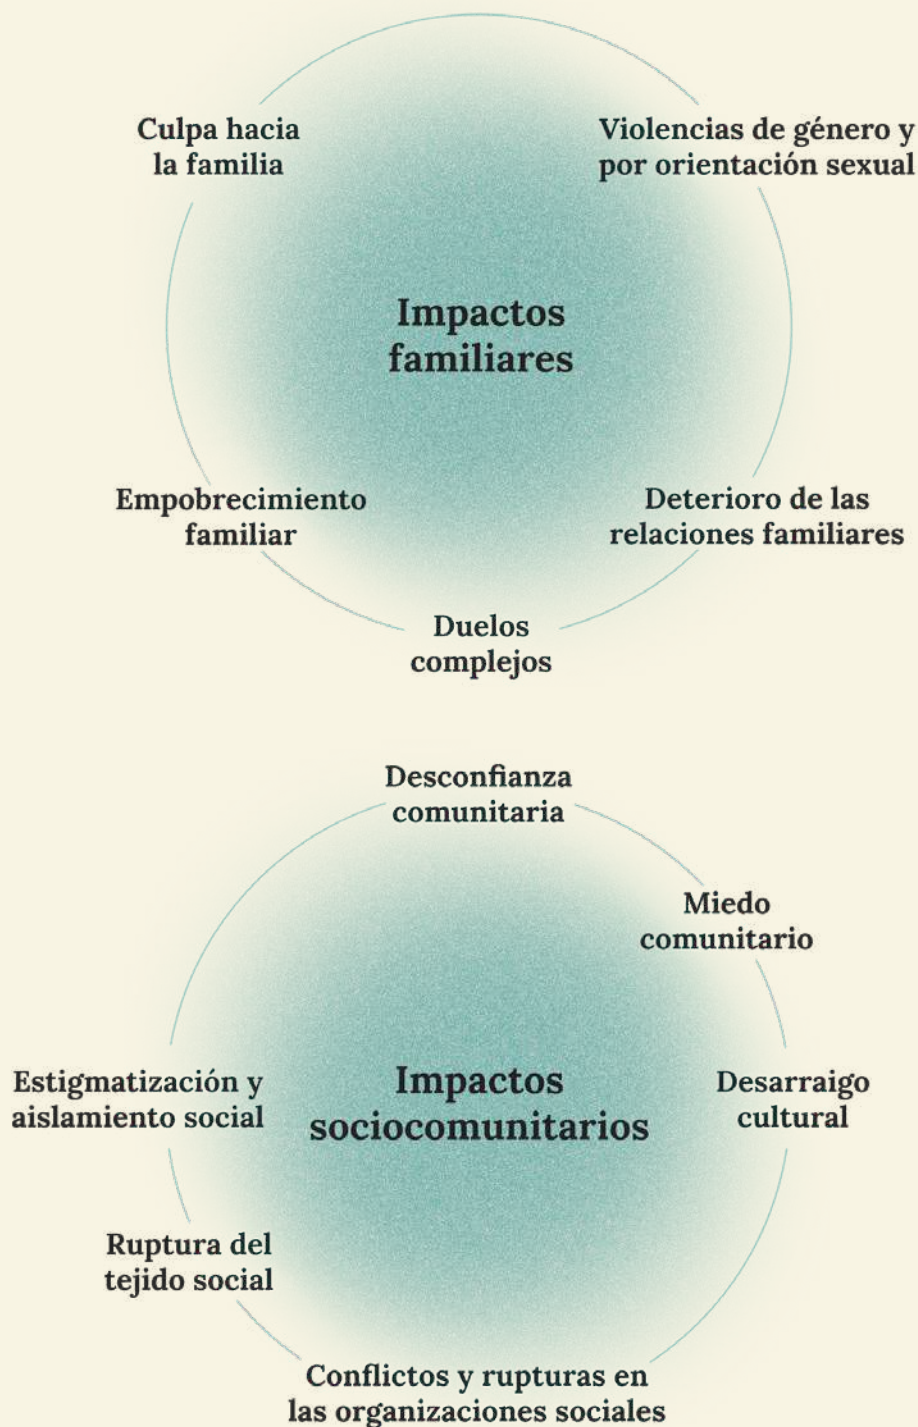 Culpa hacia
la familia
Violencias de género y
por orientación sexual
Impactos
familiares
Empobrecimiento
familiar
Deterioro de las
relaciones familiares
Duelos
complejos
Desconfianza
comunitaria
Miedo
comunitario
Estigmatización y
aislamiento social
Impactos
sociocomunitarios
Desarraigo
cultural
Ruptura del
tejido social
Conflictos y rupturas en
las organizaciones sociales